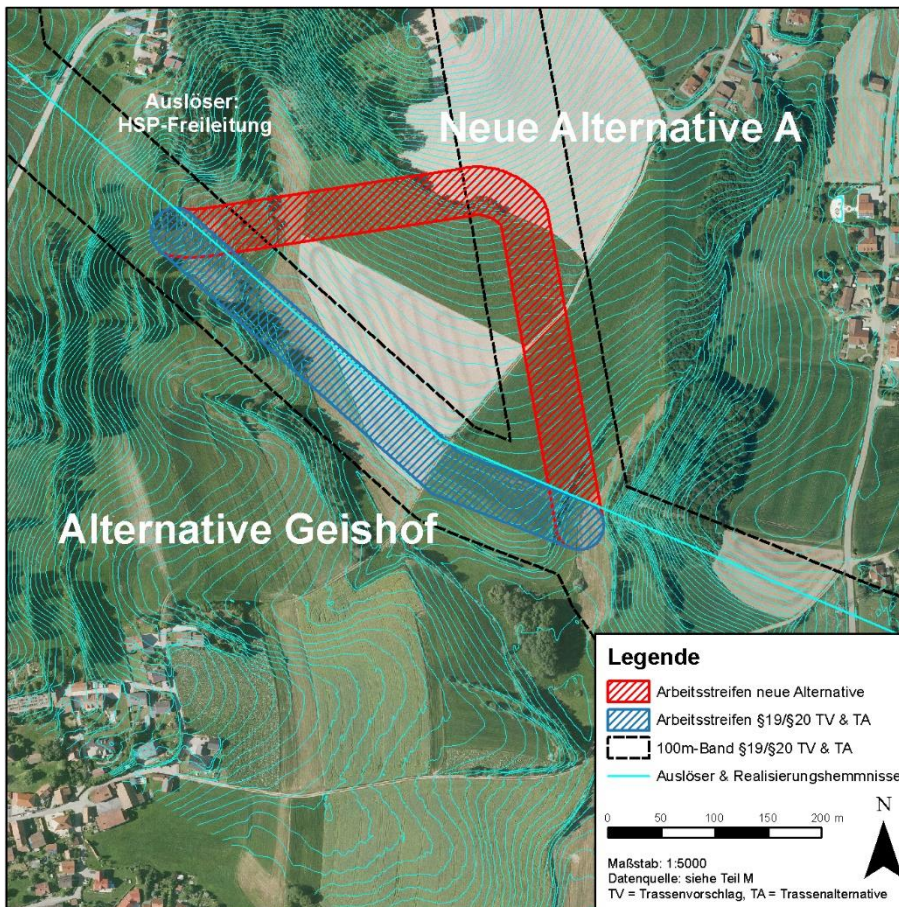 Auslöser:
HSP-Freileitung
Neue Alternative A
Alternative Geishof
Legende
Arbeitsstreifen neue Alternative
Arbeitsstreifen §19/§20 TV & TA
100m-Band §19/§20 TV & TA
Auslöser & Realisierungshemmnisse
0 50 100 150 200 m
N
Maßstab: 1:5000
Datenquelle: siehe Teil M
TV = Trassenvorschlag, TA = Trassenalternative